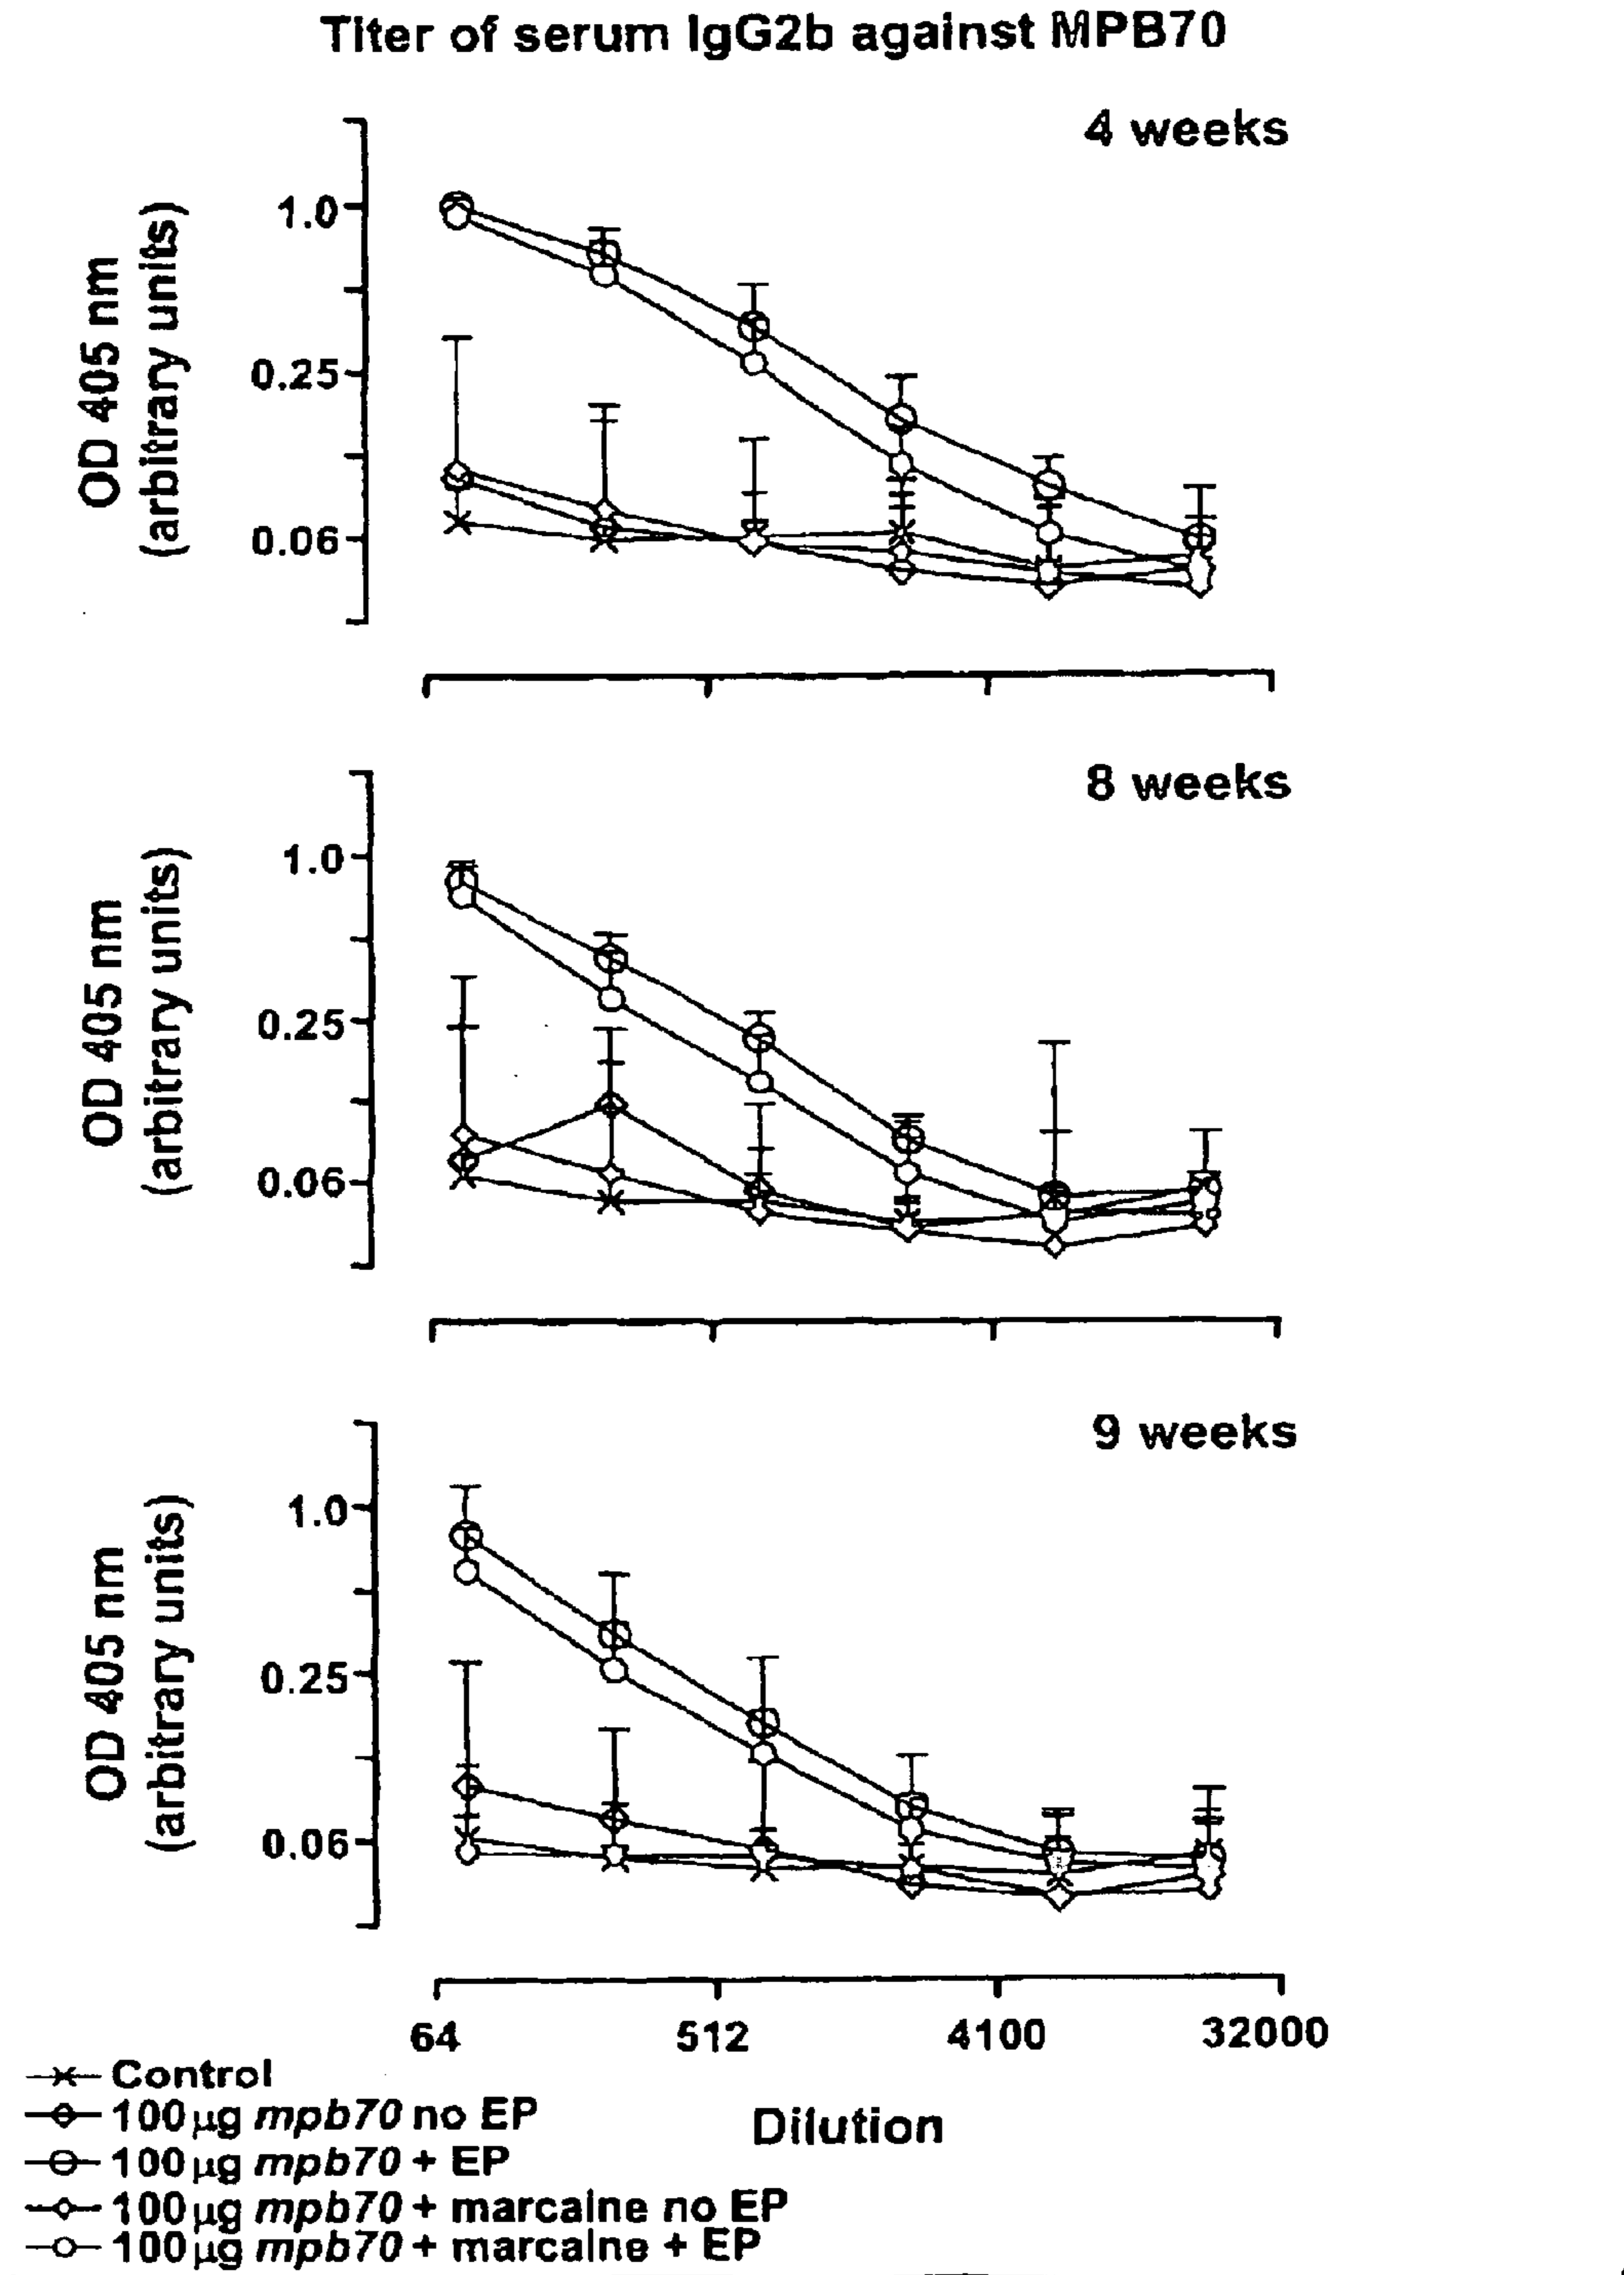 Titer of serum IgG2b against MPB70
4 weeks
OD 405 nm
(arbitrary units)
1.0
0.25
0.06
8 weeks
OD 405 nm
(arbitrary units)
1.0
0.25
0.06
9 weeks
OD 405 nm
(arbitrary units)
1.0
0.25
0.06
64 512 4100 32000
Dilution
Control
100 µg mpb70 no EP
100 µg mpb70 + EP
100 µg mpb70 + marcaine no EP
100 µg mpb70 + marcaine + EP